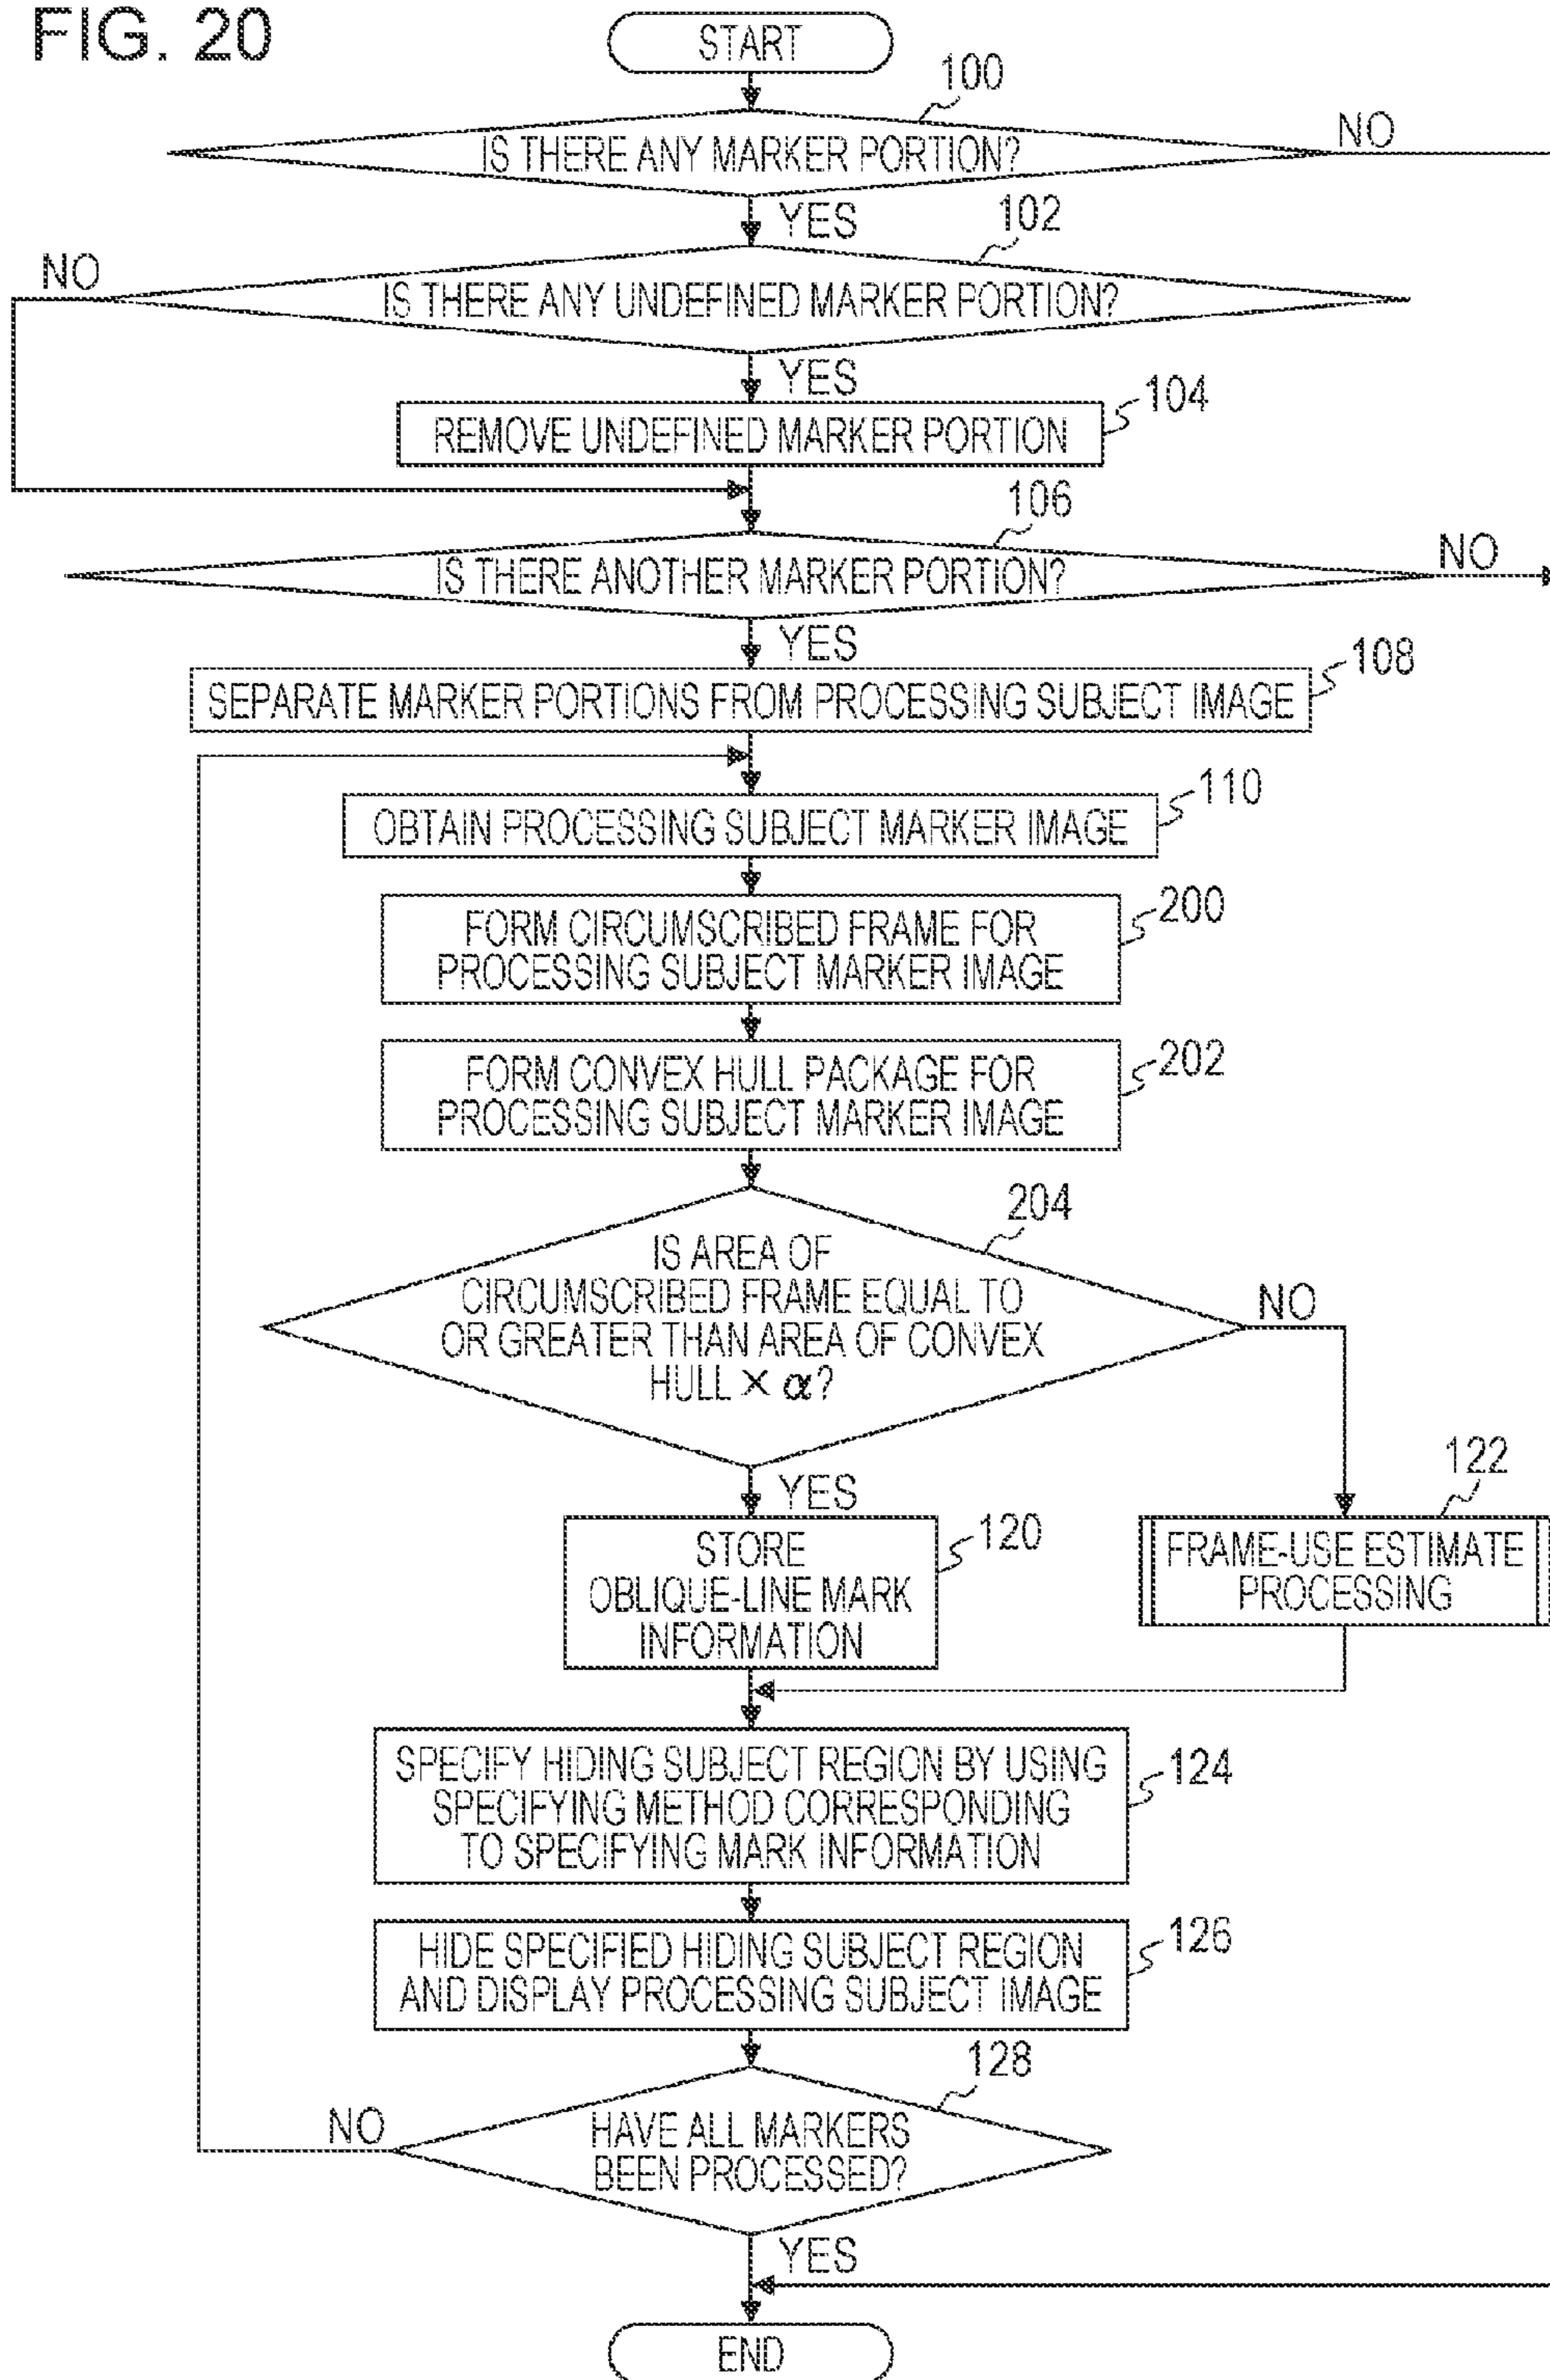 FIG. 20
START
100
IS THERE ANY MARKER PORTION?
NO
YES
102
NO
IS THERE ANY UNDEFINED MARKER PORTION?
YES
104
REMOVE UNDEFINED MARKER PORTION
106
IS THERE ANOTHER MARKER PORTION?
NO
YES
108
SEPARATE MARKER PORTIONS FROM PROCESSING SUBJECT IMAGE
110
OBTAIN PROCESSING SUBJECT MARKER IMAGE
200
FORM CIRCUMSCRIBED FRAME FOR
PROCESSING SUBJECT MARKER IMAGE
202
FORM CONVEX HULL PACKAGE FOR
PROCESSING SUBJECT MARKER IMAGE
204
IS AREA OF
CIRCUMSCRIBED FRAME EQUAL TO
OR GREATER THAN AREA OF CONVEX
HULL × α?
NO
YES
122
120
STORE
OBLIQUE-LINE MARK
INFORMATION
FRAME-USE ESTIMATE
PROCESSING
124
SPECIFY HIDING SUBJECT REGION BY USING
SPECIFYING METHOD CORRESPONDING
TO SPECIFYING MARK INFORMATION
126
HIDE SPECIFIED HIDING SUBJECT REGION
AND DISPLAY PROCESSING SUBJECT IMAGE
128
NO
HAVE ALL MARKERS
BEEN PROCESSED?
YES
END